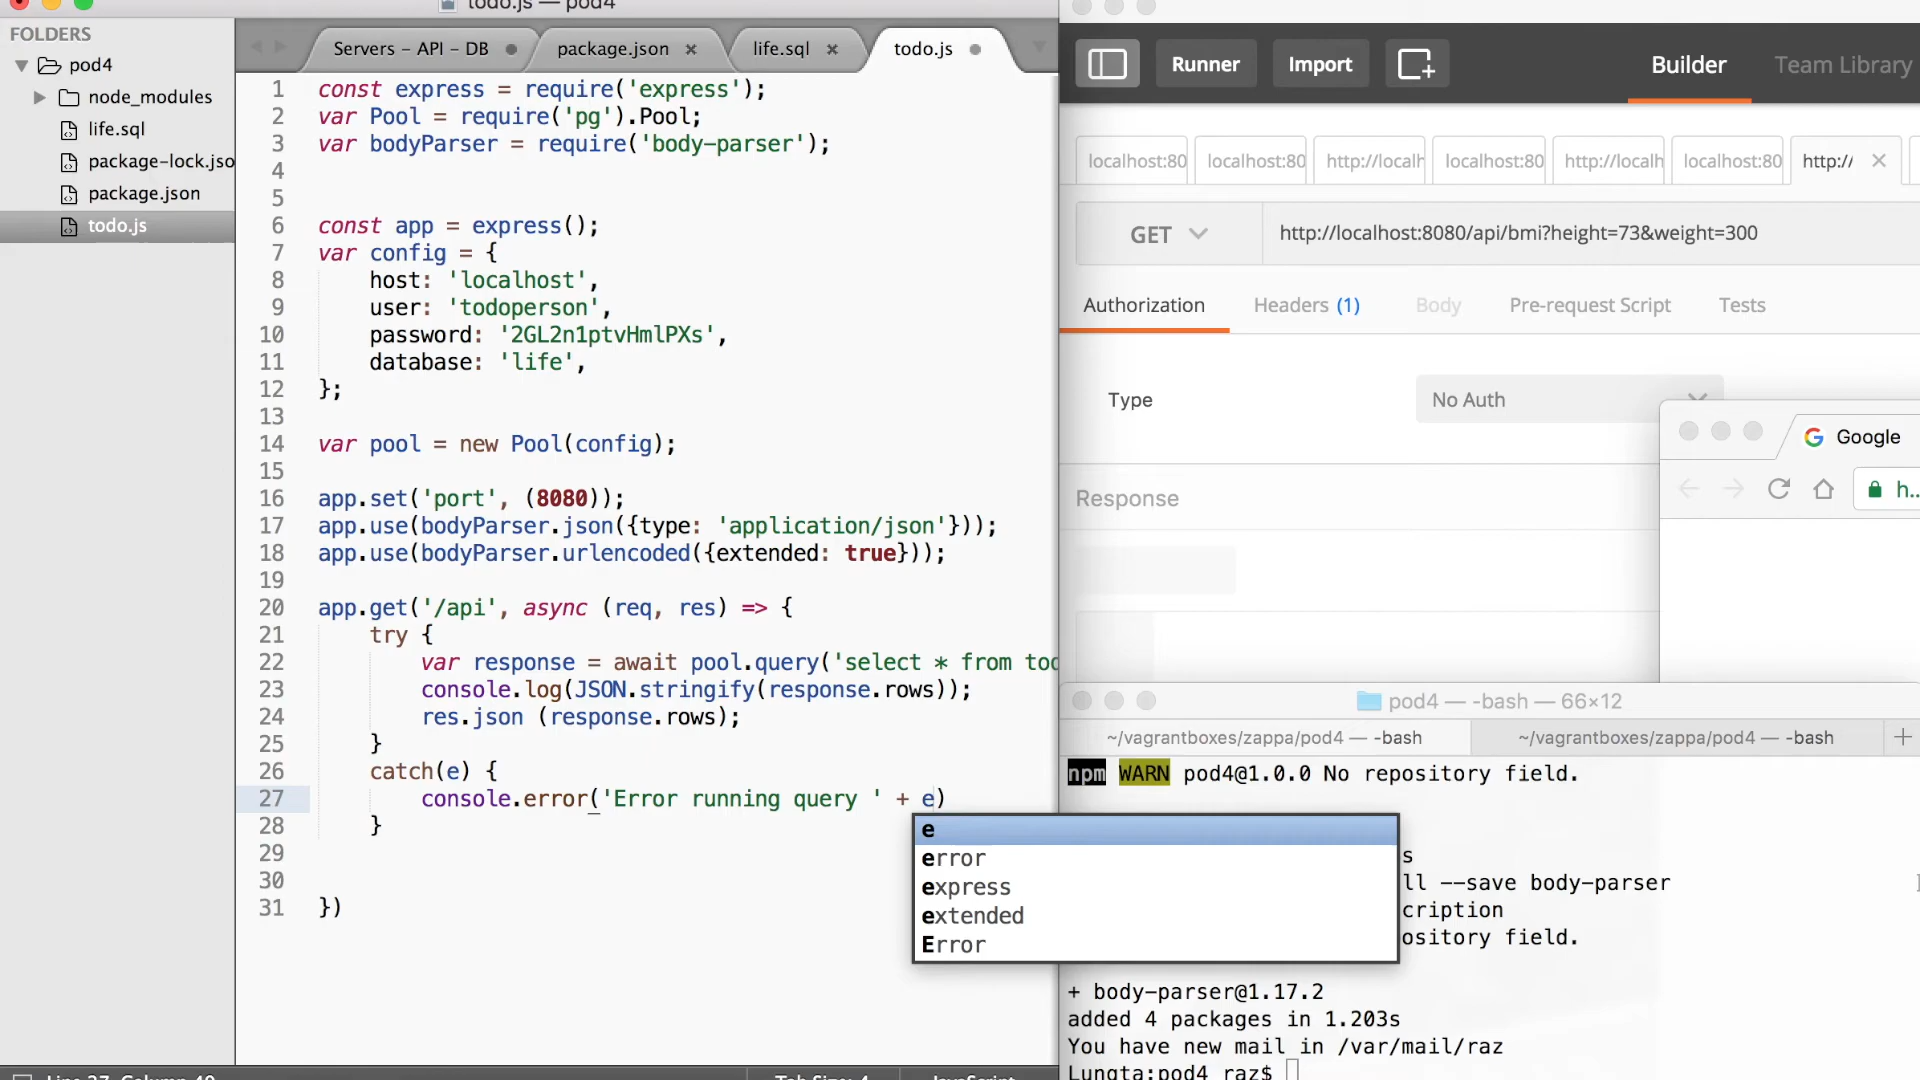 todo.js — pod4
FOLDERS
pod4
node_modules
life.sql
package-lock.jso
package.json
todo.js
Servers – API – DB
package.json
life.sql
todo.js
1 const express = require('express');
2 var Pool = require('pg').Pool;
3 var bodyParser = require('body-parser');
4
5
6 const app = express();
7 var config = {
8 host: 'localhost',
9 user: 'todoperson',
10 password: '2GL2n1ptvHmlPXs',
11 database: 'life',
12 };
13
14 var pool = new Pool(config);
15
16 app.set('port', (8080));
17 app.use(bodyParser.json({type: 'application/json'}));
18 app.use(bodyParser.urlencoded({extended: true}));
19
20 app.get('/api', async (req, res) => {
21 try {
22 var response = await pool.query('select * from tod
23 console.log(JSON.stringify(response.rows));
24 res.json (response.rows);
25 }
26 catch(e) {
27 console.error('Error running query ' + e)
28 }
29
30
31 })
e
error
express
extended
Error
Line 27, Column 40
Tab Size: 4
JavaScript
Runner
Import
Builder
Team Library
localhost:80
localhost:80
http://localh
localhost:80
http://localh
localhost:80
http://
GET
http://localhost:8080/api/bmi?height=73&weight=300
Authorization
Headers (1)
Body
Pre-request Script
Tests
Type
No Auth
Response
Google
h...
pod4 — -bash — 66×12
~/vagrantboxes/zappa/pod4 — -bash
~/vagrantboxes/zappa/pod4 — -bash
npm WARN pod4@1.0.0 No repository field.
s
ll --save body-parser
cription
ository field.
+ body-parser@1.17.2
added 4 packages in 1.203s
You have new mail in /var/mail/raz
Lungta:pod4 raz$